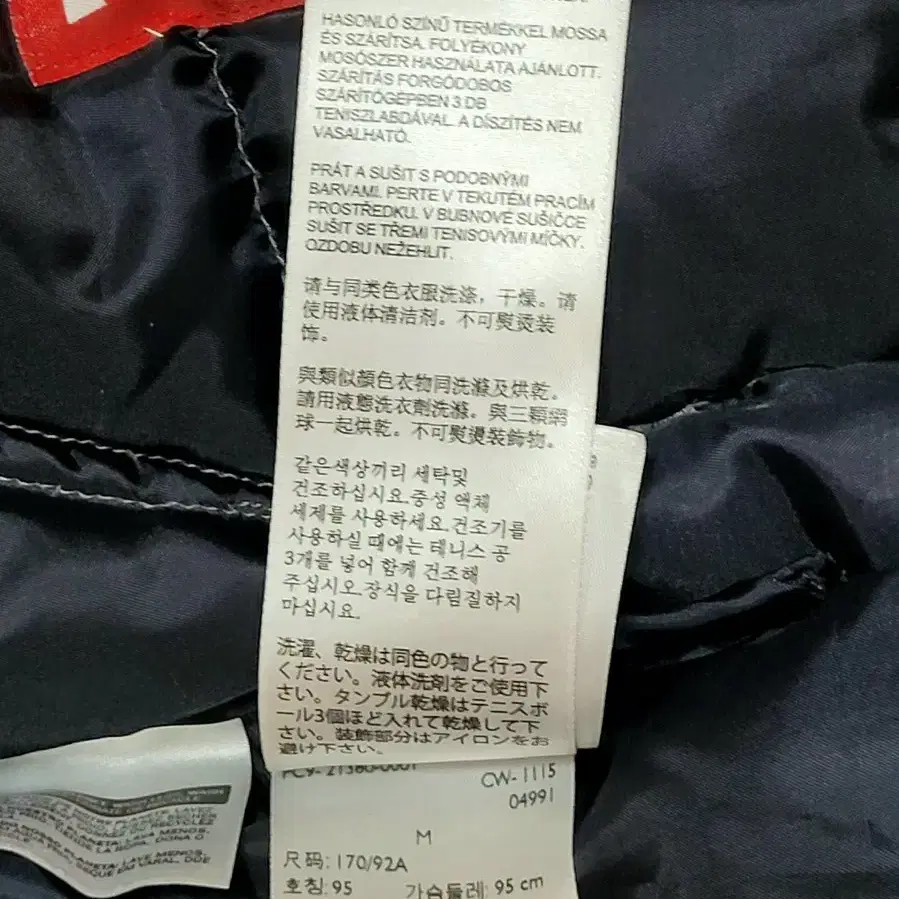 HASONLÓ SZÍNŰ TERMÉKKEL MOSSA
ÉS SZÁRÍTSA. FOLYÉKONY
MOSÓSZER HASZNÁLATA AJÁNLOTT.
SZÁRÍTÁS FORGÓDOBOS
SZÁRÍTÓGÉPBEN 3 DB
TENISZLABDÁVAL. A DÍSZÍTÉS NEM
VASALHATÓ.
PRÁT A SUŠIT S PODOBNÝMI
BARVAMI. PERTE V TEKUTÉM PRACÍM
PROSTŘEDKU. V BUBNOVÉ SUŠIČCE
SUŠIT SE TŘEMI TENISOVÝMI MÍČKY.
OZDOBU NEŽEHLIT.
请与同类色衣服洗涤，干燥。请
使用液体清洁剂。不可熨烫装
饰。
與類似顏色衣物同洗滌及烘乾。
請用液態洗衣劑洗滌。與三顆網
球一起烘乾。不可熨燙裝飾物。
같은색상끼리 세탁및
건조하십시요.중성 액체
세제를 사용하세요.건조기를
사용하실 때에는 테니스 공
3개를 넣어 함께 건조해
주십시오.장식을 다림질하지
마십시요.
洗濯、乾燥は同色の物と行って
ください。液体洗剤をご使用下
さい。タンブル乾燥はテニスボ
ール3個ほど入れて乾燥して下
さい。装飾部分はアイロンをお
避け下さい。
CW-1115
04991
M
尺码: 170/92A
호칭: 95 가슴둘레: 95 cm